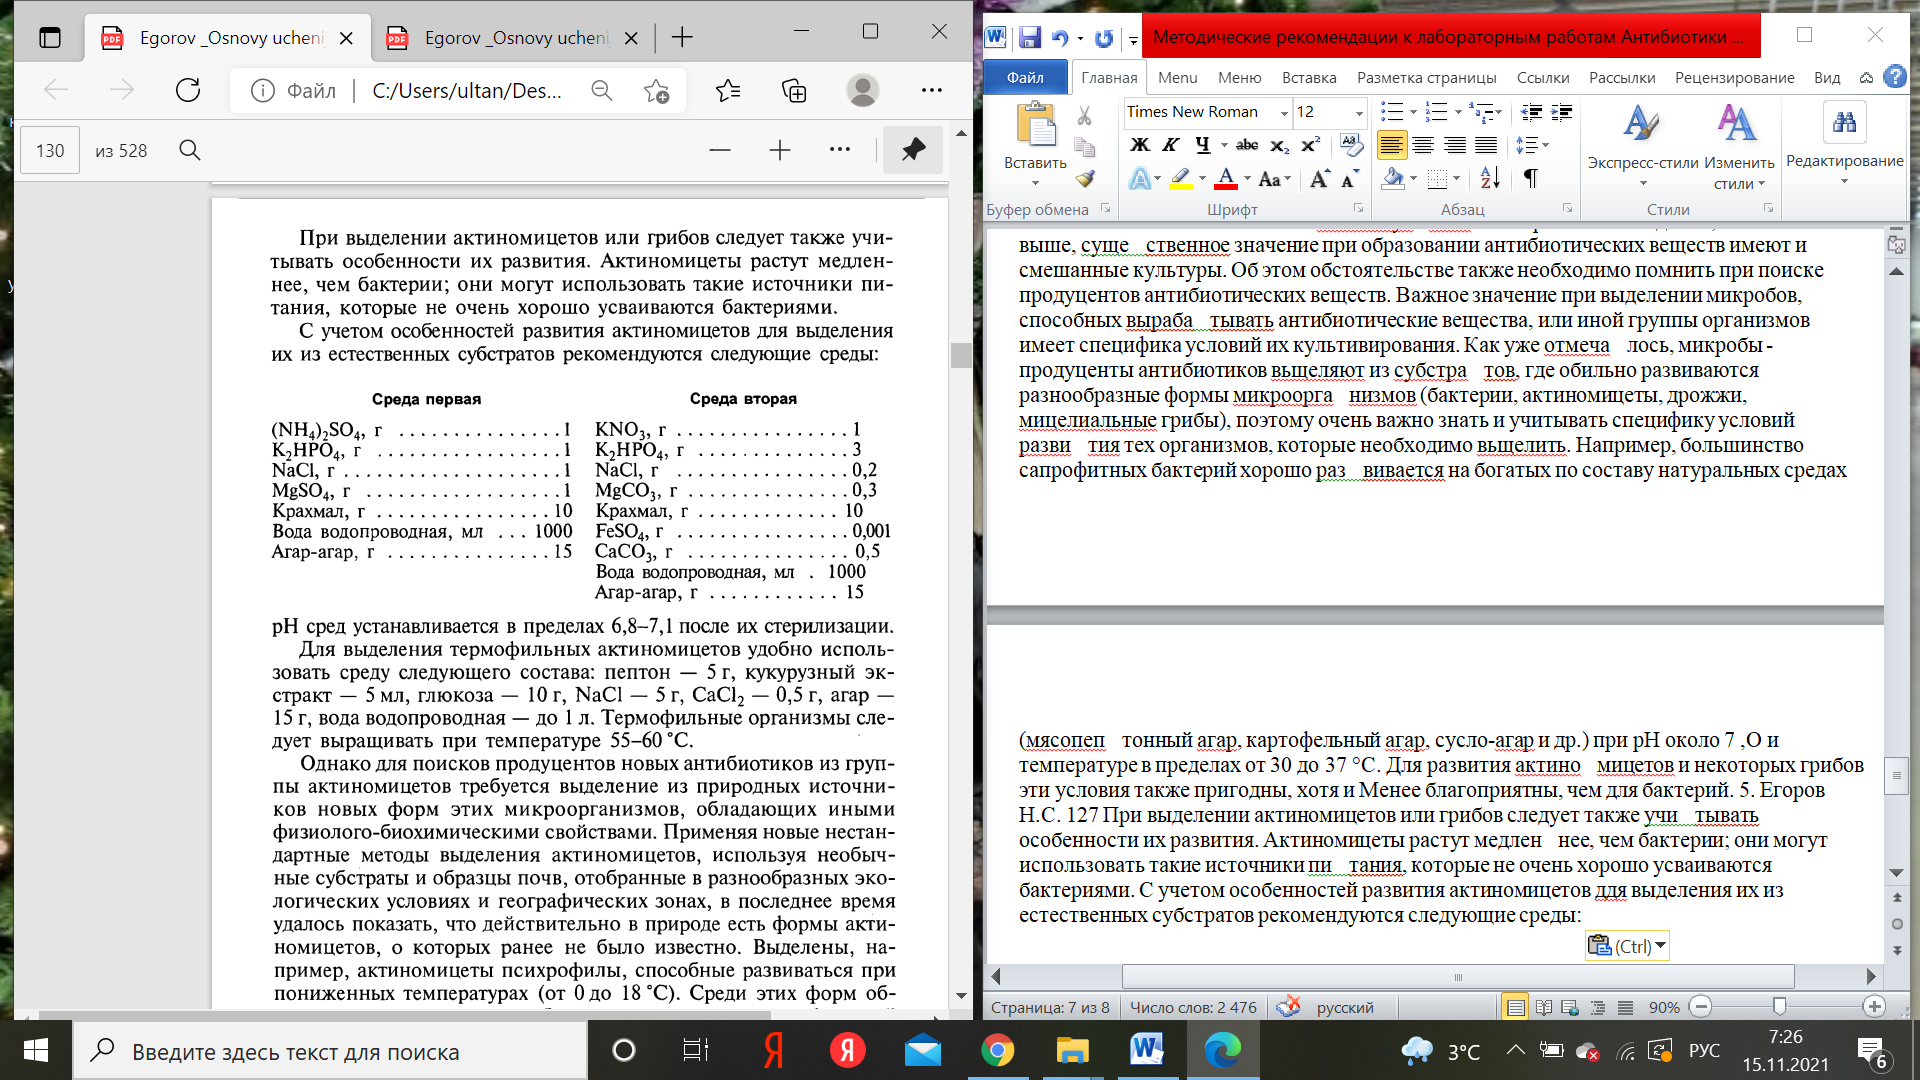 Egorov _Osnovy ucheni
Egorov _Osnovy ucheni
Файл
C:/Users/ultan/Des...
130
из 528
При выделении актиномицетов или грибов следует также учи-
тывать особенности их развития. Актиномицеты растут медлен-
нее, чем бактерии; они могут использовать такие источники пи-
тания, которые не очень хорошо усваиваются бактериями.
С учетом особенностей развития актиномицетов для выделения
их из естественных субстратов рекомендуются следующие среды:
Среда первая
(NH4)2SO4, г . . . . . . . . . . . . . . 1
K2HPO4, г . . . . . . . . . . . . . . . . 1
NaCl, г . . . . . . . . . . . . . . . . . . . 1
MgSO4, г . . . . . . . . . . . . . . . . . 1
Крахмал, г . . . . . . . . . . . . . . . 10
Вода водопроводная, мл . . . 1000
Агар-агар, г . . . . . . . . . . . . . . . 15
Среда вторая
KNO3, г . . . . . . . . . . . . . . . . 1
K2HPO4, г . . . . . . . . . . . . . . 3
NaCl, г . . . . . . . . . . . . . . . . 0,2
MgCO3, г . . . . . . . . . . . . . . 0,3
Крахмал, г . . . . . . . . . . . . 10
FeSO4, г . . . . . . . . . . . . . . . 0,001
CaCO3, г . . . . . . . . . . . . . . 0,5
Вода водопроводная, мл . 1000
Агар-агар, г . . . . . . . . . . . 15
pH сред устанавливается в пределах 6,8–7,1 после их стерилизации.
Для выделения термофильных актиномицетов удобно исполь-
зовать среду следующего состава: пептон — 5 г, кукурузный эк-
стракт — 5 мл, глюкоза — 10 г, NaCl — 5 г, CaCl2 — 0,5 г, агар —
15 г, вода водопроводная — до 1 л. Термофильные организмы сле-
дует выращивать при температуре 55–60 °С.
Однако для поисков продуцентов новых антибиотиков из груп-
пы актиномицетов требуется выделение из природных источни-
ков новых форм этих микроорганизмов, обладающих иными
физиолого-биохимическими свойствами. Применяя новые нестан-
дартные методы выделения актиномицетов, используя необыч-
ные субстраты и образцы почв, отобранные в разнообразных эко-
логических условиях и географических зонах, в последнее время
удалось показать, что действительно в природе есть формы акти-
номицетов, о которых ранее не было известно. Выделены, на-
пример, актиномицеты психрофилы, способные развиваться при
пониженных температурах (от 0 до 18 °С). Среди этих форм об-
Методические рекомендации к лабораторным работам Антибиотики ...
Файл Главная Menu Меню Вставка Разметка страницы Ссылки Рассылки Рецензирование Вид
Times New Roman 12
Вставить
Ж К Ч abc x2 x2
A Aa A A
Экспресс-стили
Изменить стили
Редактирование
Буфер обмена Шрифт Абзац Стили
выше, суще ственное значение при образовании антибиотических веществ имеют и
смешанные культуры. Об этом обстоятельстве также необходимо помнить при поиске
продуцентов антибиотических веществ. Важное значение при выделении микробов,
способных выраба тывать антибиотические вещества, или иной группы организмов
имеет специфика условий их культивирования. Как уже отмеча лось, микробы -
продуценты антибиотиков вьщеляют из субстра тов, где обильно развиваются
разнообразные формы микроорга низмов (бактерии, актиномицеты, дрожжи,
мицелиальные грибы), поэтому очень важно знать и учитывать специфику условий
разви тия тех организмов, которые необходимо вьщелить. Например, большинство
сапрофитных бактерий хорошо раз вивается на богатых по составу натуральных средах
(мясопеп тонный агар, картофельный агар, сусло-агар и др.) при рН около 7 ,О и
температуре в пределах от 30 до 37 °С. Для развития актино мицетов и некоторых грибов
эти условия также пригодны, хотя и Менее благоприятны, чем для бактерий. 5. Егоров
Н.С. 127 При выделении актиномицетов или грибов следует также учи тывать
особенности их развития. Актиномицеты растут медлен нее, чем бактерии; они могут
использовать такие источники пи тания, которые не очень хорошо усваиваются
бактериями. С учетом особенностей развития актиномицетов ддя выделения их из
естественных субстратов рекомендуются следующие среды:
(Ctrl)
Страница: 7 из 8 Число слов: 2 476 русский 90%
Введите здесь текст для поиска
3°C РУС
7:26
15.11.2021
6